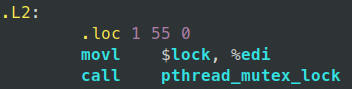 .L2:
.loc 1 55 0
movl $lock, %edi
call pthread_mutex_lock